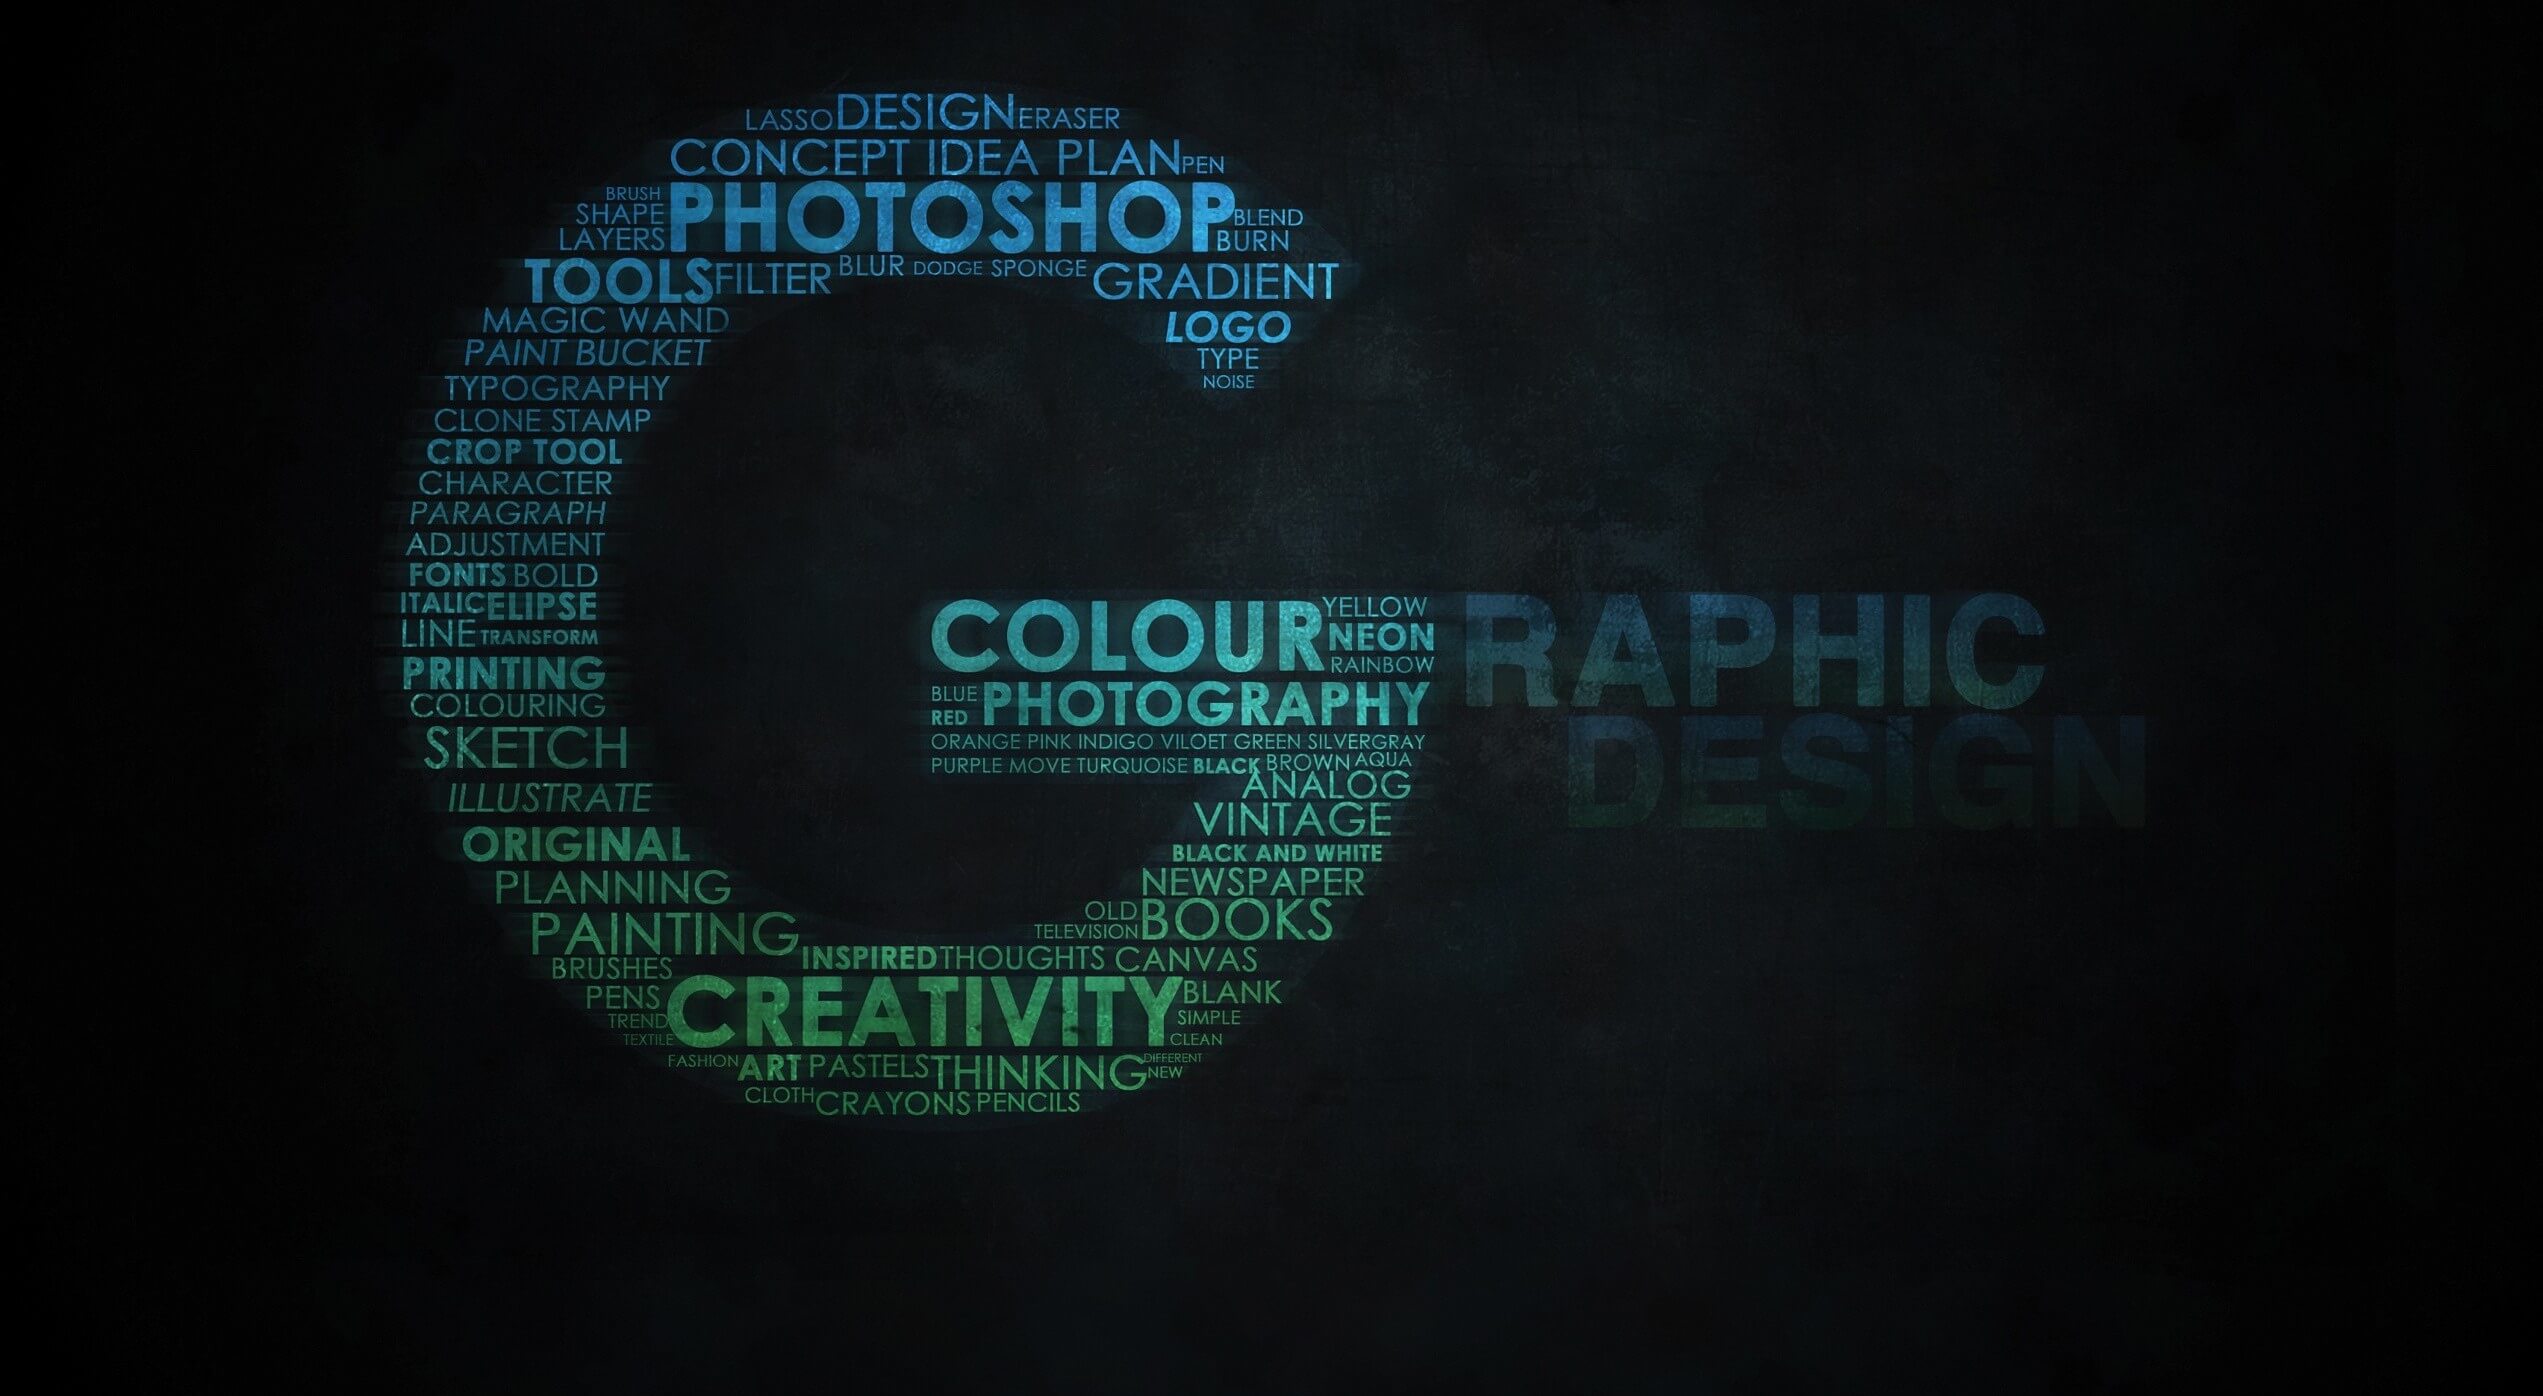 LASSO DESIGN ERASER
CONCEPT IDEA PLAN PEN
BRUSH
SHAPE PHOTOSHOP BLEND
LAYERS BURN
TOOLS FILTER BLUR DODGE SPONGE GRADIENT
MAGIC WAND LOGO
PAINT BUCKET TYPE
NOISE
TYPOGRAPHY
CLONE STAMP
CROP TOOL
CHARACTER
PARAGRAPH
ADJUSTMENT
FONTS BOLD
ITALIC ELIPSE
LINE TRANSFORM
PRINTING
COLOURING
SKETCH
ILLUSTRATE
ORIGINAL
PLANNING
PAINTING
BRUSHES
PENS
TREND
TEXTILE
COLOUR YELLOW
NEON
RAINBOW
BLUE PHOTOGRAPHY
RED
ORANGE PINK INDIGO VILOET GREEN SILVERGRAY
PURPLE MOVE TURQUOISE BLACK BROWN AQUA
ANALOG
VINTAGE
BLACK AND WHITE
NEWSPAPER
OLD BOOKS
TELEVISION
INSPIRED THOUGHTS CANVAS
CREATIVITY BLANK
SIMPLE
CLEAN
FASHION ART PASTELS THINKING DIFFERENT
NEW
CLOTH CRAYONS PENCILS
RAPHIC
DESIGN